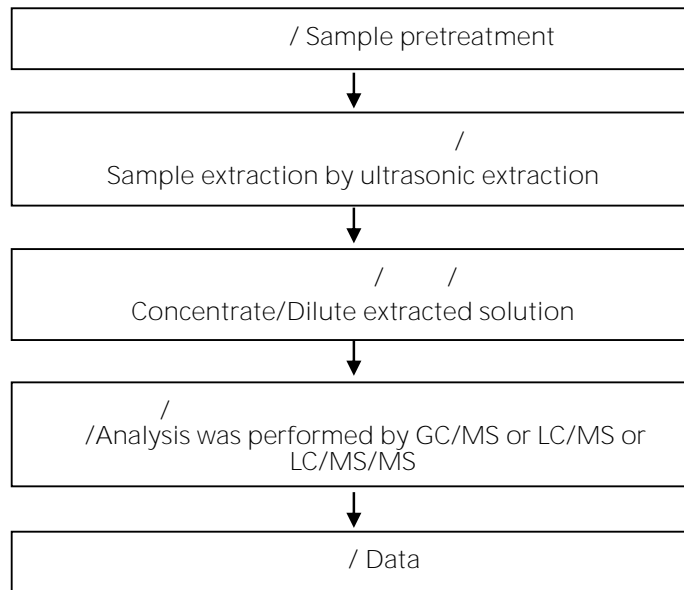 / Sample pretreatment
/
Sample extraction by ultrasonic extraction
/ /
Concentrate/Dilute extracted solution
/
/Analysis was performed by GC/MS or LC/MS or
LC/MS/MS
/ Data